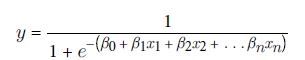 y = 1 / (1 + e^−(β0 + β1x1 + β2x2 + . . . βnxn))